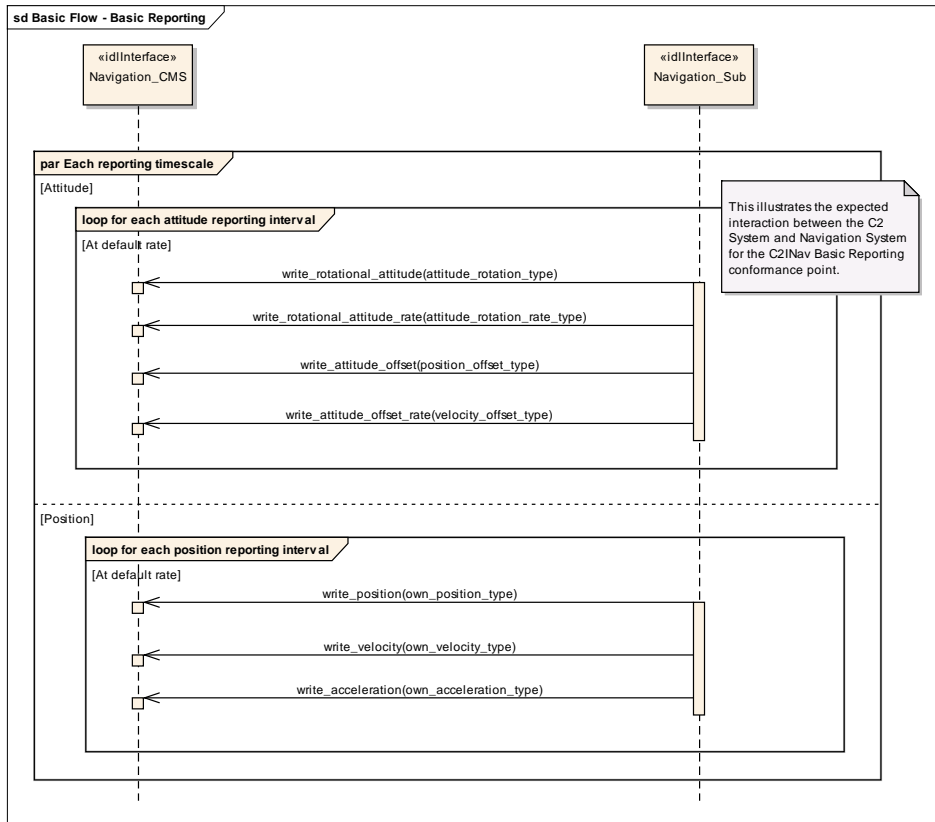 sd Basic Flow - Basic Reporting
«idlInterface»
Navigation_CMS
«idlInterface»
Navigation_Sub
par Each reporting timescale
[Attitude]
This illustrates the expected
interaction between the C2
System and Navigation System
for the C2INav Basic Reporting
conformance point.
loop for each attitude reporting interval
[At default rate]
write_rotational_attitude(attitude_rotation_type)
write_rotational_attitude_rate(attitude_rotation_rate_type)
write_attitude_offset(position_offset_type)
write_attitude_offset_rate(velocity_offset_type)
[Position]
loop for each position reporting interval
[At default rate]
write_position(own_position_type)
write_velocity(own_velocity_type)
write_acceleration(own_acceleration_type)